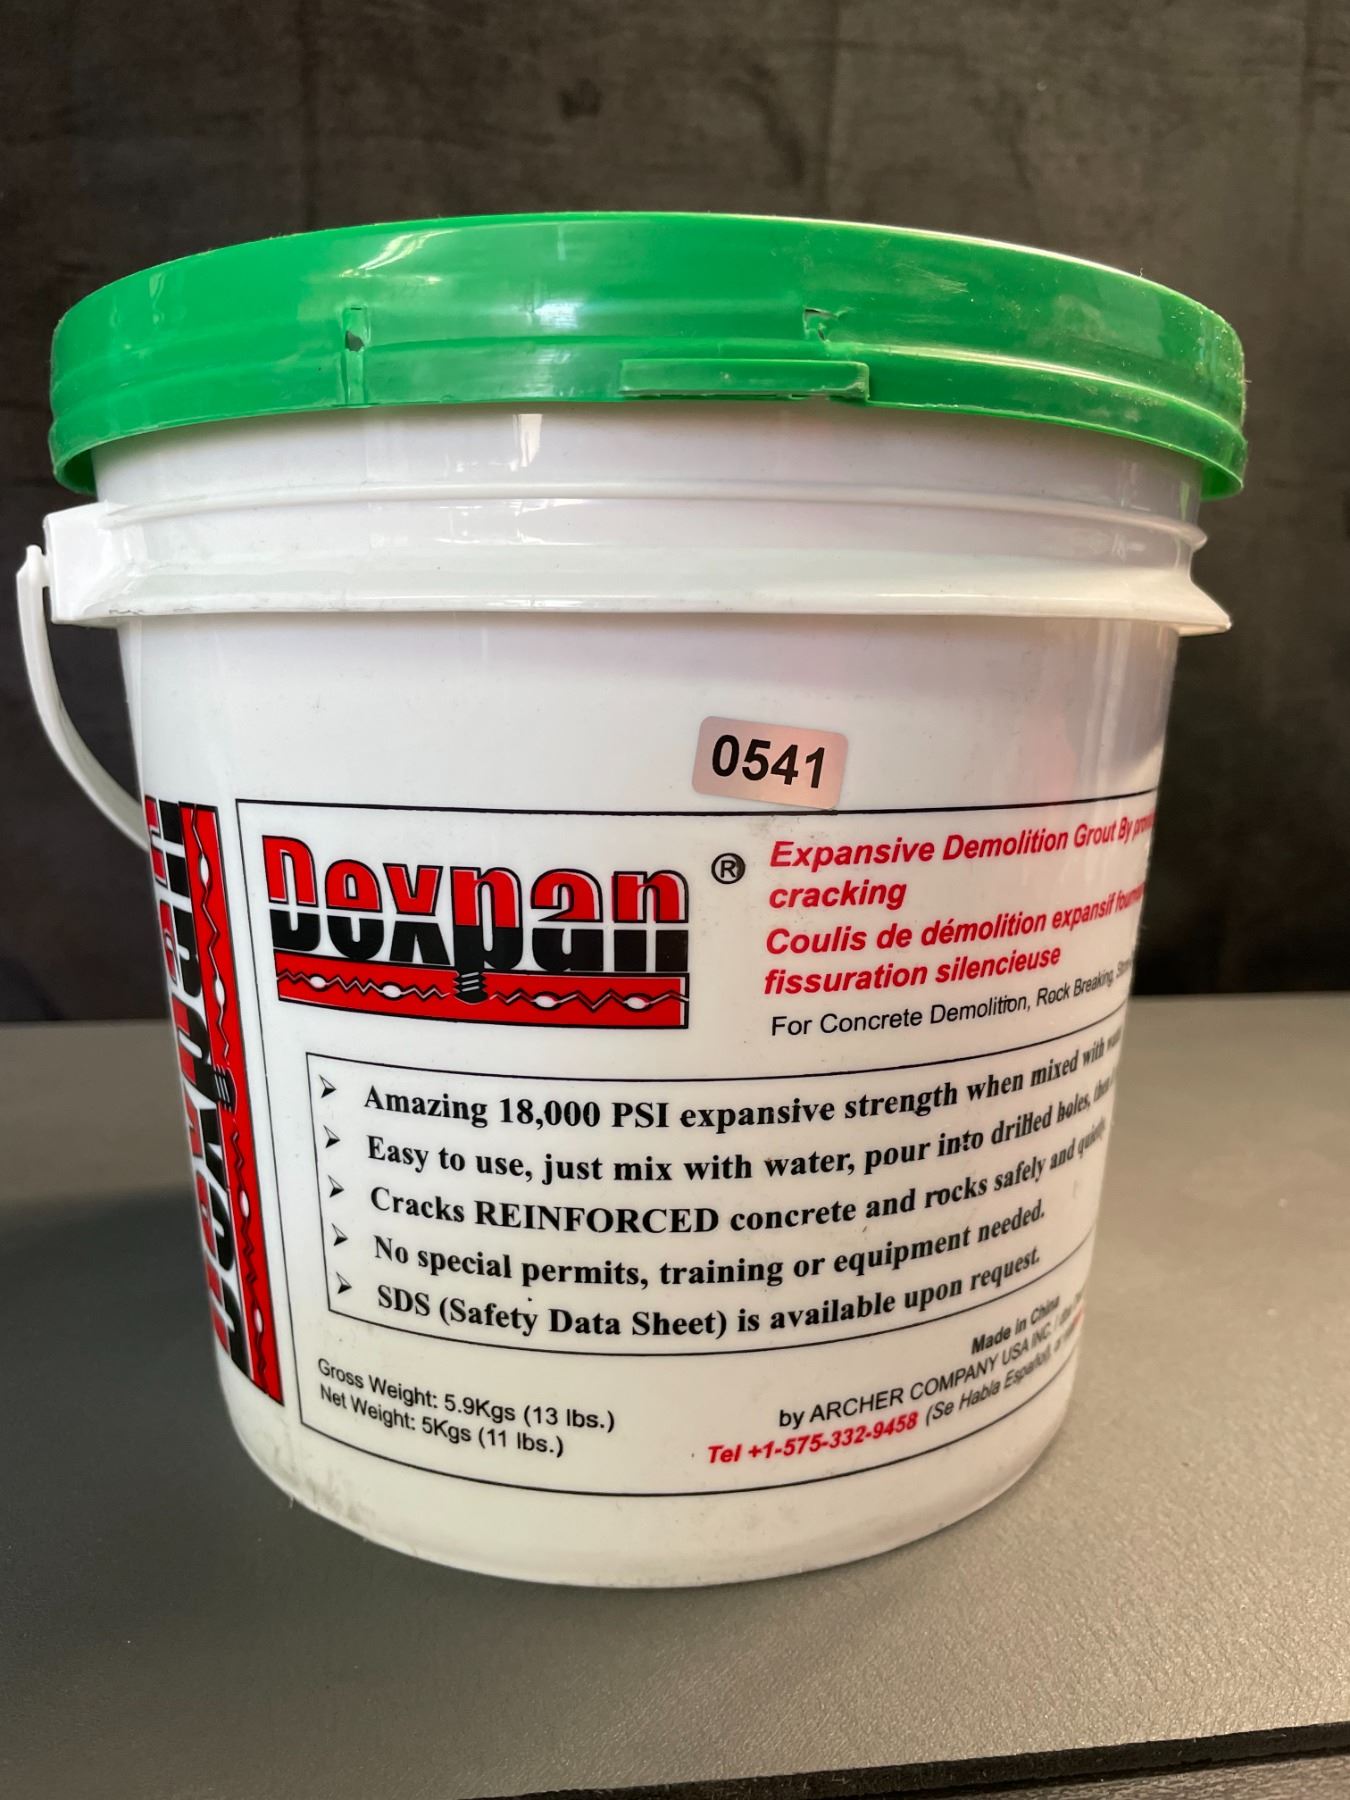 0541
Dexpan
Dexpan ®
Expansive Demolition Grout By
cracking
Coulis de démolition expansif
fissuration silencieuse
For Concrete Demolition, Rock Breaking,
➢ Amazing 18,000 PSI expansive strength when mixed with
➢ Easy to use, just mix with water, pour into drilled holes,
➢ Cracks REINFORCED concrete and rocks safely and quietly.
➢ No special permits, training or equipment needed.
➢ SDS (Safety Data Sheet) is available upon request.
Gross Weight: 5.9Kgs (13 lbs.)
Net Weight: 5Kgs (11 lbs.)
Made in China
by ARCHER COMPANY USA INC.
Tel +1-575-332-9458 (Se Habla Español),